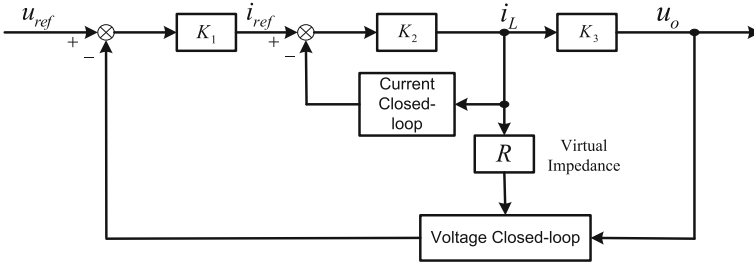 u_ref
+
−
K_1
i_ref
+
−
K_2
i_L
K_3
u_o
Current
Closed-
loop
R
Virtual
Impedance
Voltage Closed-loop